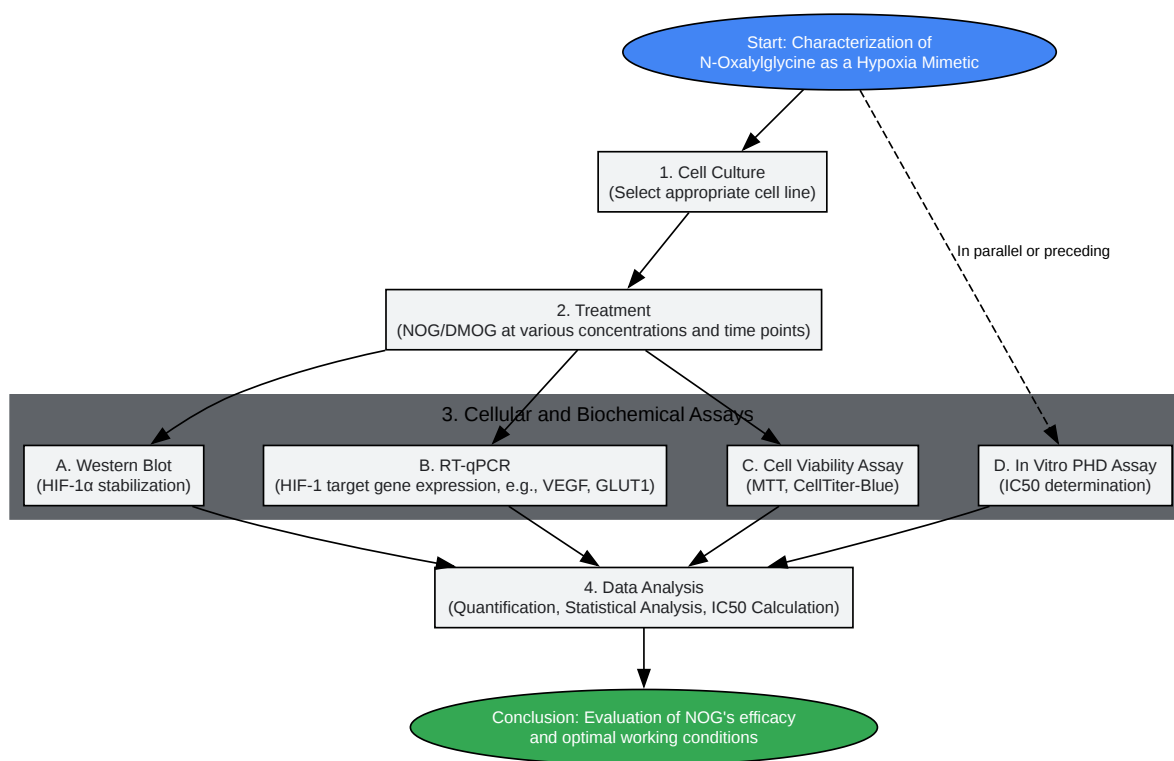 Start: Characterization of
N-Oxalylglycine as a Hypoxia Mimetic
1. Cell Culture
(Select appropriate cell line)
In parallel or preceding
2. Treatment
(NOG/DMOG at various concentrations and time points)
3. Cellular and Biochemical Assays
A. Western Blot
(HIF-1α stabilization)
B. RT-qPCR
(HIF-1 target gene expression, e.g., VEGF, GLUT1)
C. Cell Viability Assay
(MTT, CellTiter-Blue)
D. In Vitro PHD Assay
(IC50 determination)
4. Data Analysis
(Quantification, Statistical Analysis, IC50 Calculation)
Conclusion: Evaluation of NOG's efficacy
and optimal working conditions